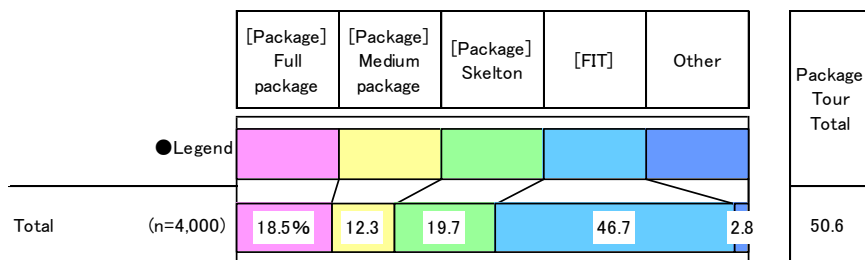 [Package]
Full
package
[Package]
Medium
package
[Package]
Skelton
[FIT]
Other
Package
Tour
Total
●Legend
Total (n=4,000) 18.5% 12.3 19.7 46.7 2.8 50.6